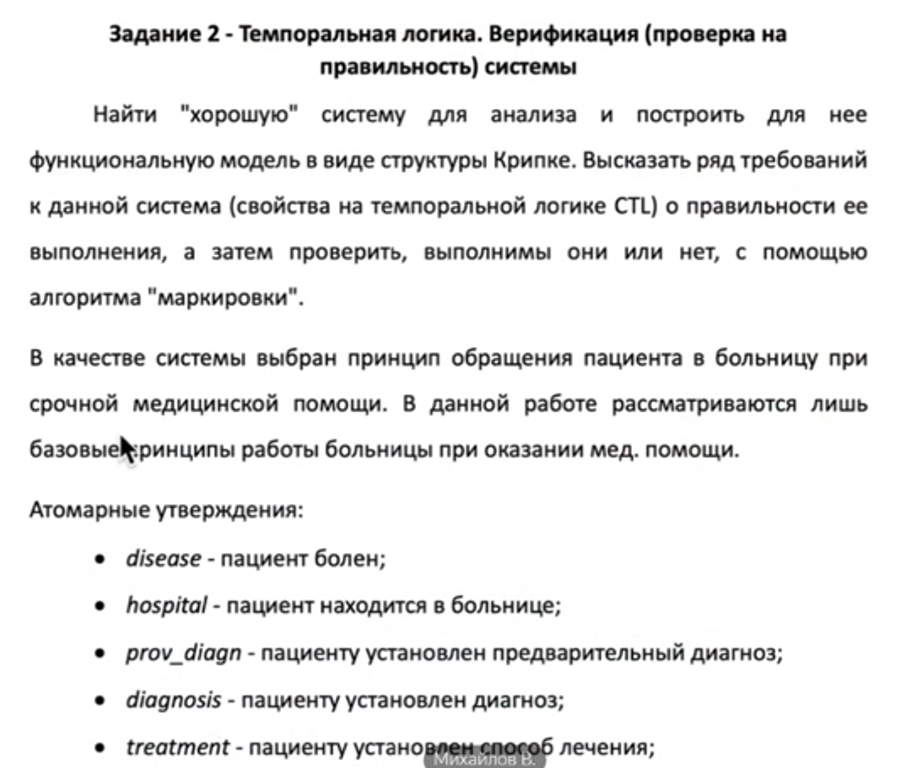 Задание 2 - Темпоральная логика. Верификация (проверка на
правильность) системы
Найти "хорошую" систему для анализа и построить для нее
функциональную модель в виде структуры Крипке. Высказать ряд требований
к данной система (свойства на темпоральной логике CTL) о правильности ее
выполнения, а затем проверить, выполнимы они или нет, с помощью
алгоритма "маркировки".
В качестве системы выбран принцип обращения пациента в больницу при
срочной медицинской помощи. В данной работе рассматриваются лишь
базовые принципы работы больницы при оказании мед. помощи.
Атомарные утверждения:
• disease - пациент болен;
• hospital - пациент находится в больнице;
• prov_diagn - пациенту установлен предварительный диагноз;
• diagnosis - пациенту установлен диагноз;
• treatment - пациенту установлен способ лечения;
Михайлов В.